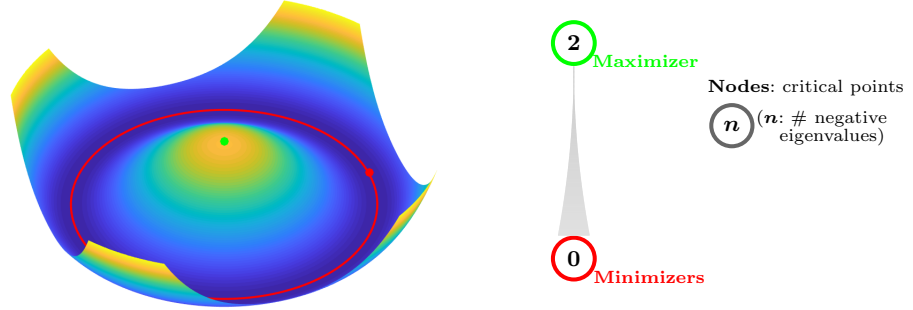 2
Maximizer
Nodes: critical points
n (n: # negative
eigenvalues)
0
Minimizers